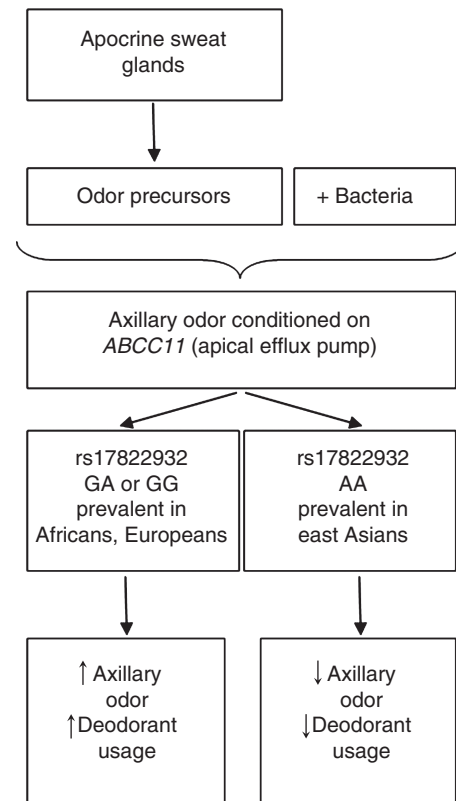 Apocrine sweat
glands
Odor precursors
+ Bacteria
Axillary odor conditioned on
ABCC11 (apical efflux pump)
rs17822932
GA or GG
prevalent in
Africans, Europeans
rs17822932
AA
prevalent in
east Asians
↑Axillary
odor
↑Deodorant
usage
↓Axillary
odor
↓Deodorant
usage